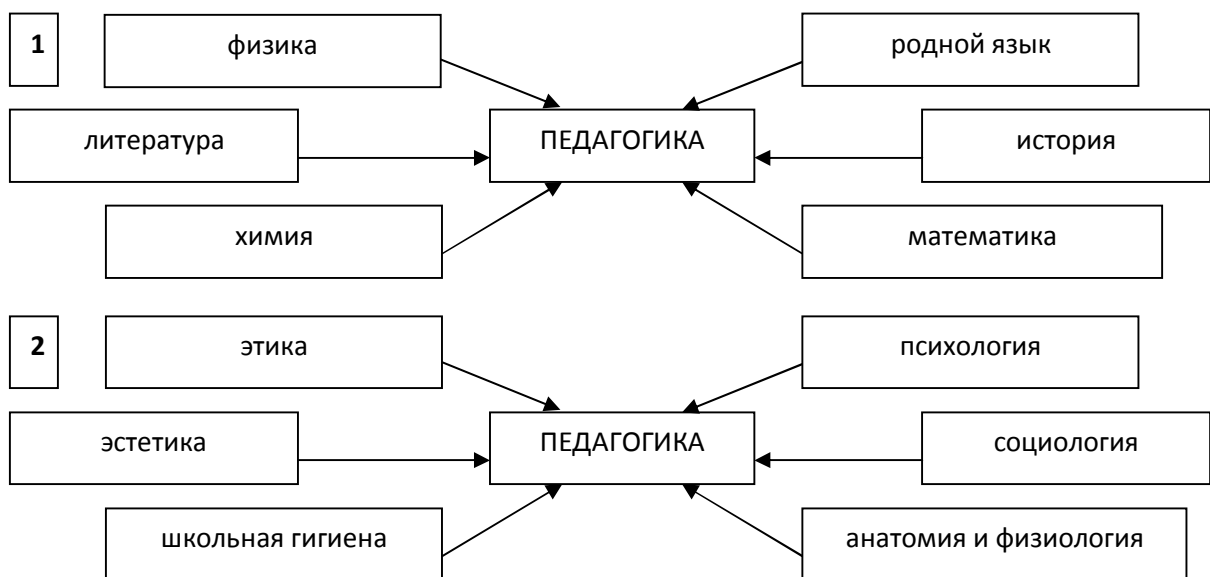 1
физика
родной язык
литература
ПЕДАГОГИКА
история
химия
математика
2
этика
психология
эстетика
ПЕДАГОГИКА
социология
школьная гигиена
анатомия и физиология